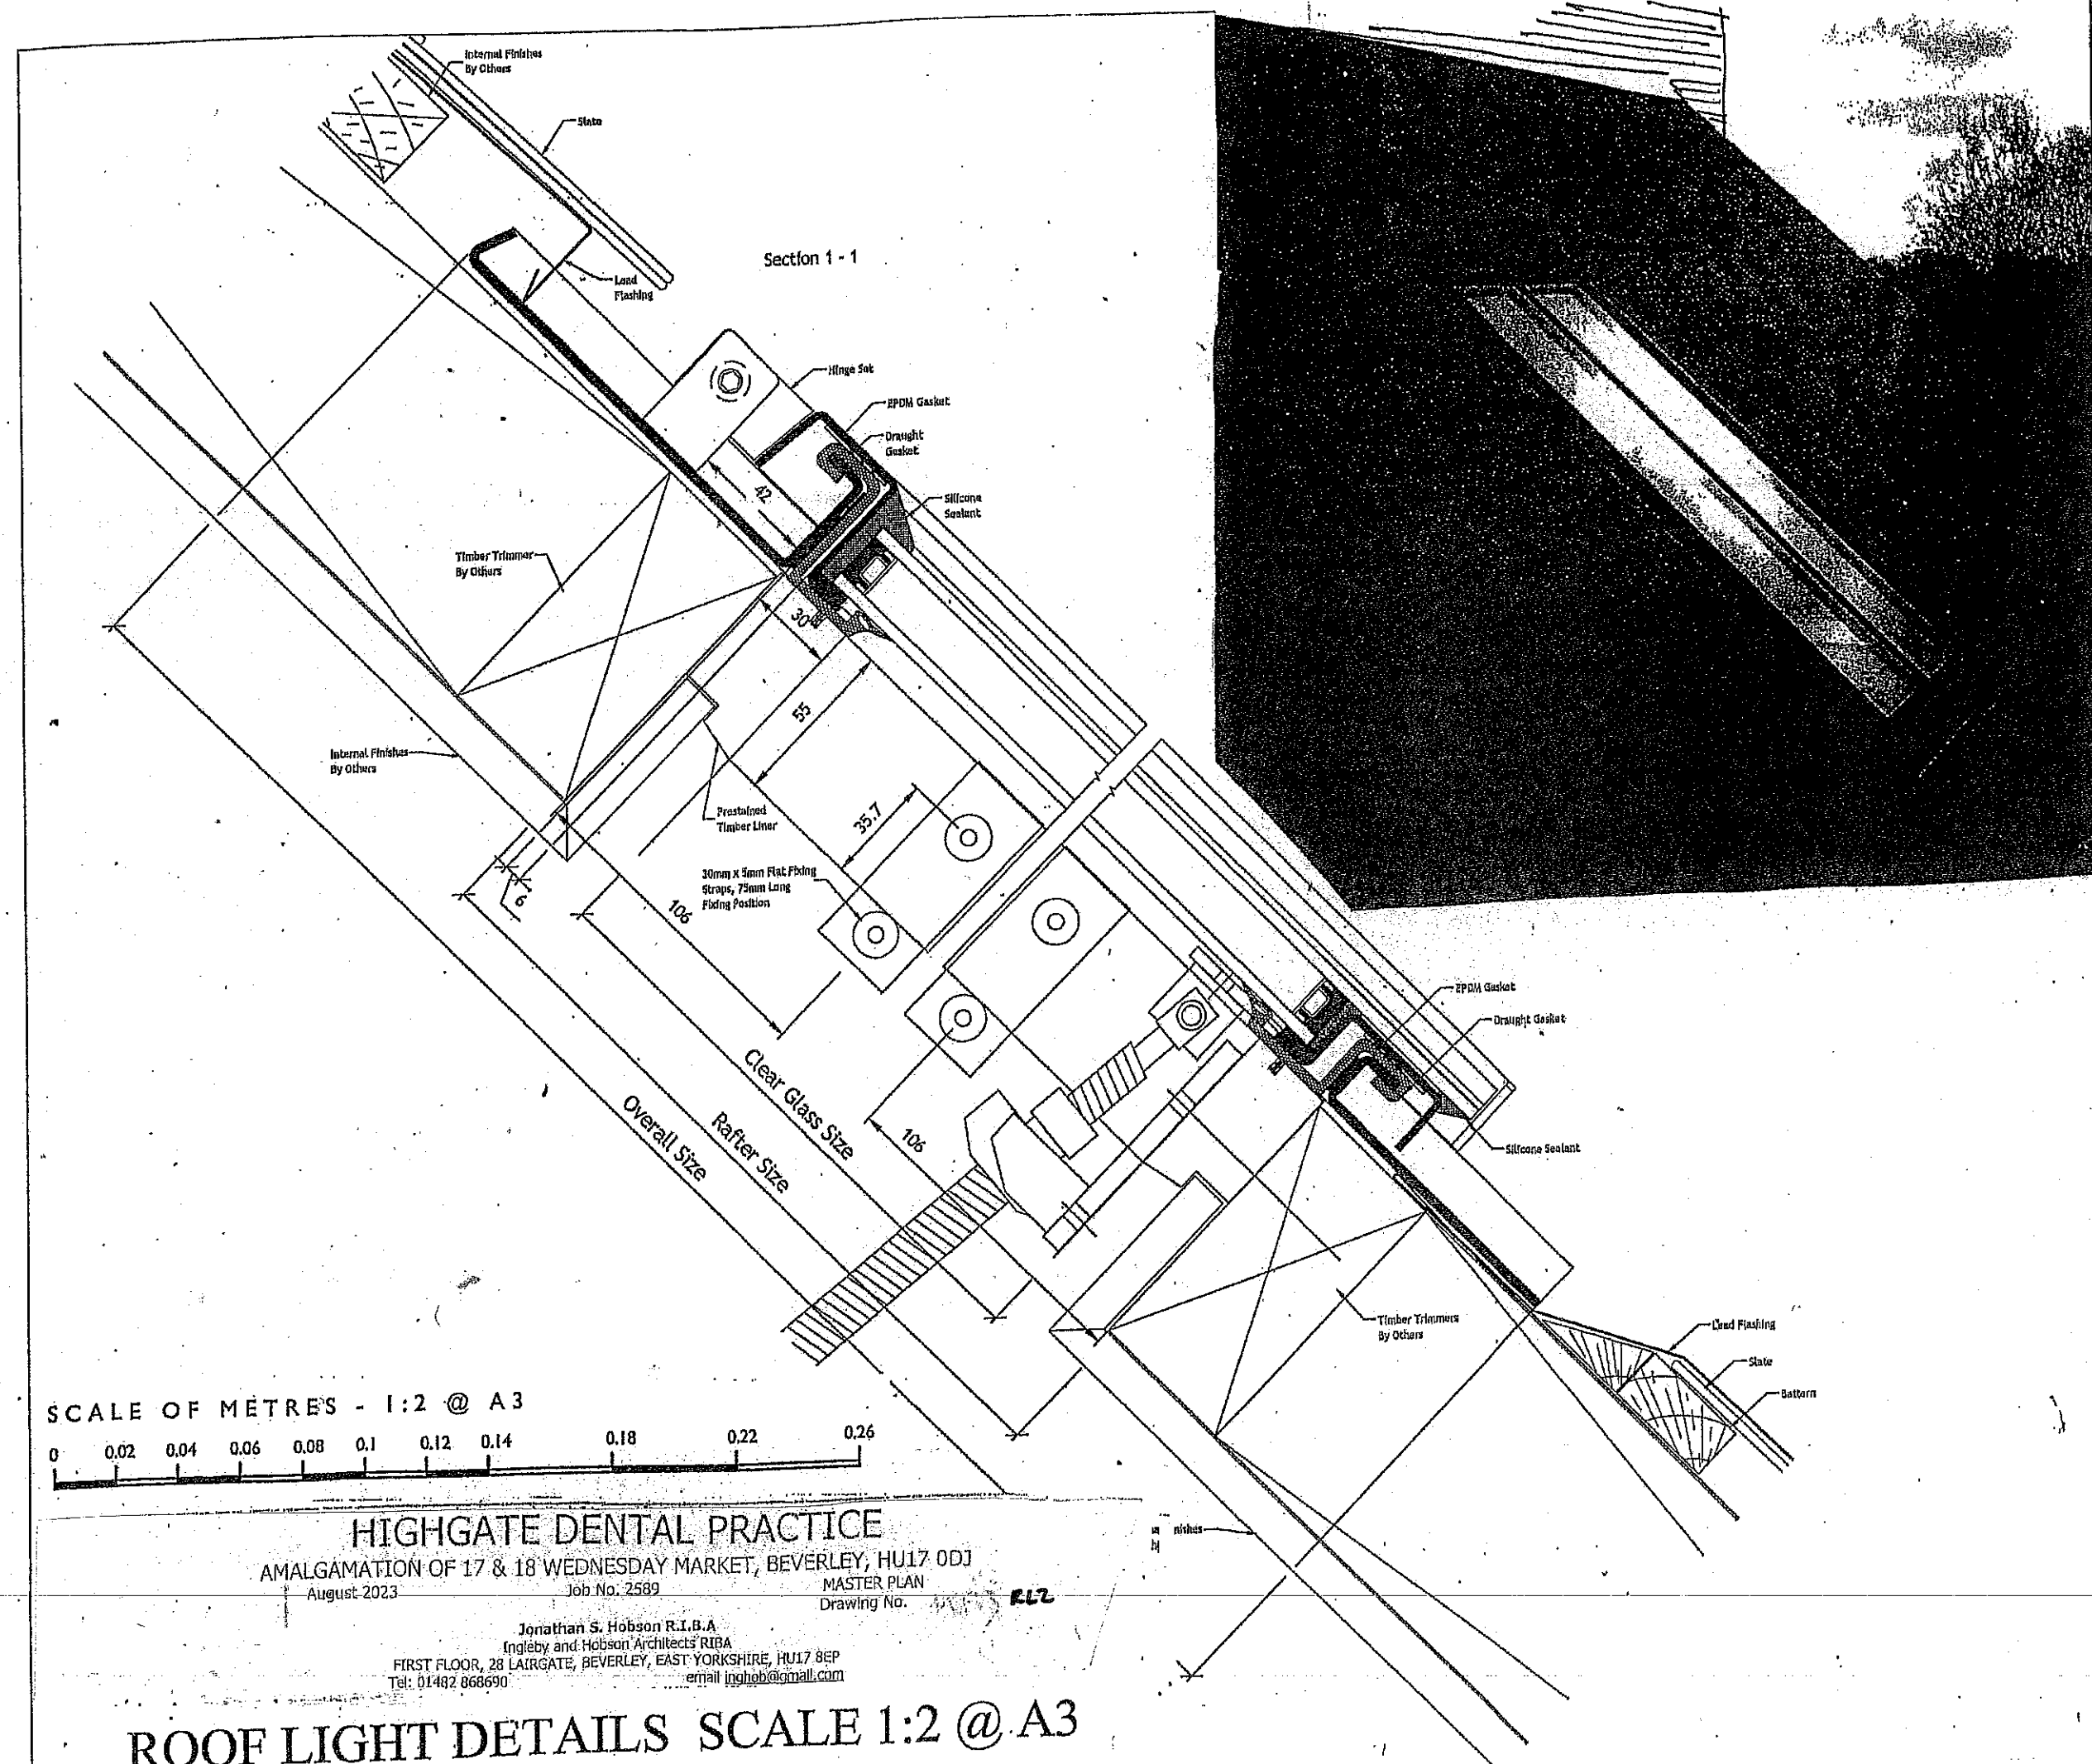 Internal Finishes
By Others
Slate
Section 1 - 1
Lead
Flashing
Hinge Set
EPDM Gasket
Draught
Gasket
42
Silicone
Sealant
Timber Trimmer
By Others
30
55
Internal Finishes
By Others
Prestained
Timber Liner
35.7
30mm x 5mm Flat Fixing
Straps, 75mm Long
Fixing Position
6
106
EPDM Gasket
Draught Gasket
Clear Glass Size
Rafter Size
Overall Size
106
Silicone Sealant
Timber Trimmers
By Others
Lead Flashing
Slate
Battern
SCALE OF METRES - 1:2 @ A3
0 0.02 0.04 0.06 0.08 0.1 0.12 0.14 0.18 0.22 0.26
nishes
HIGHGATE DENTAL PRACTICE
AMALGAMATION OF 17 & 18 WEDNESDAY MARKET, BEVERLEY, HU17 0DJ
August 2023 Job No. 2589 MASTER PLAN
Drawing No. RL2
Jonathan S. Hobson R.I.B.A
Ingleby and Hobson Architects RIBA
FIRST FLOOR, 28 LAIRGATE, BEVERLEY, EAST YORKSHIRE, HU17 8EP
Tel: 01482 868690 email inghob@gmail.com
ROOF LIGHT DETAILS SCALE 1:2 @ A3